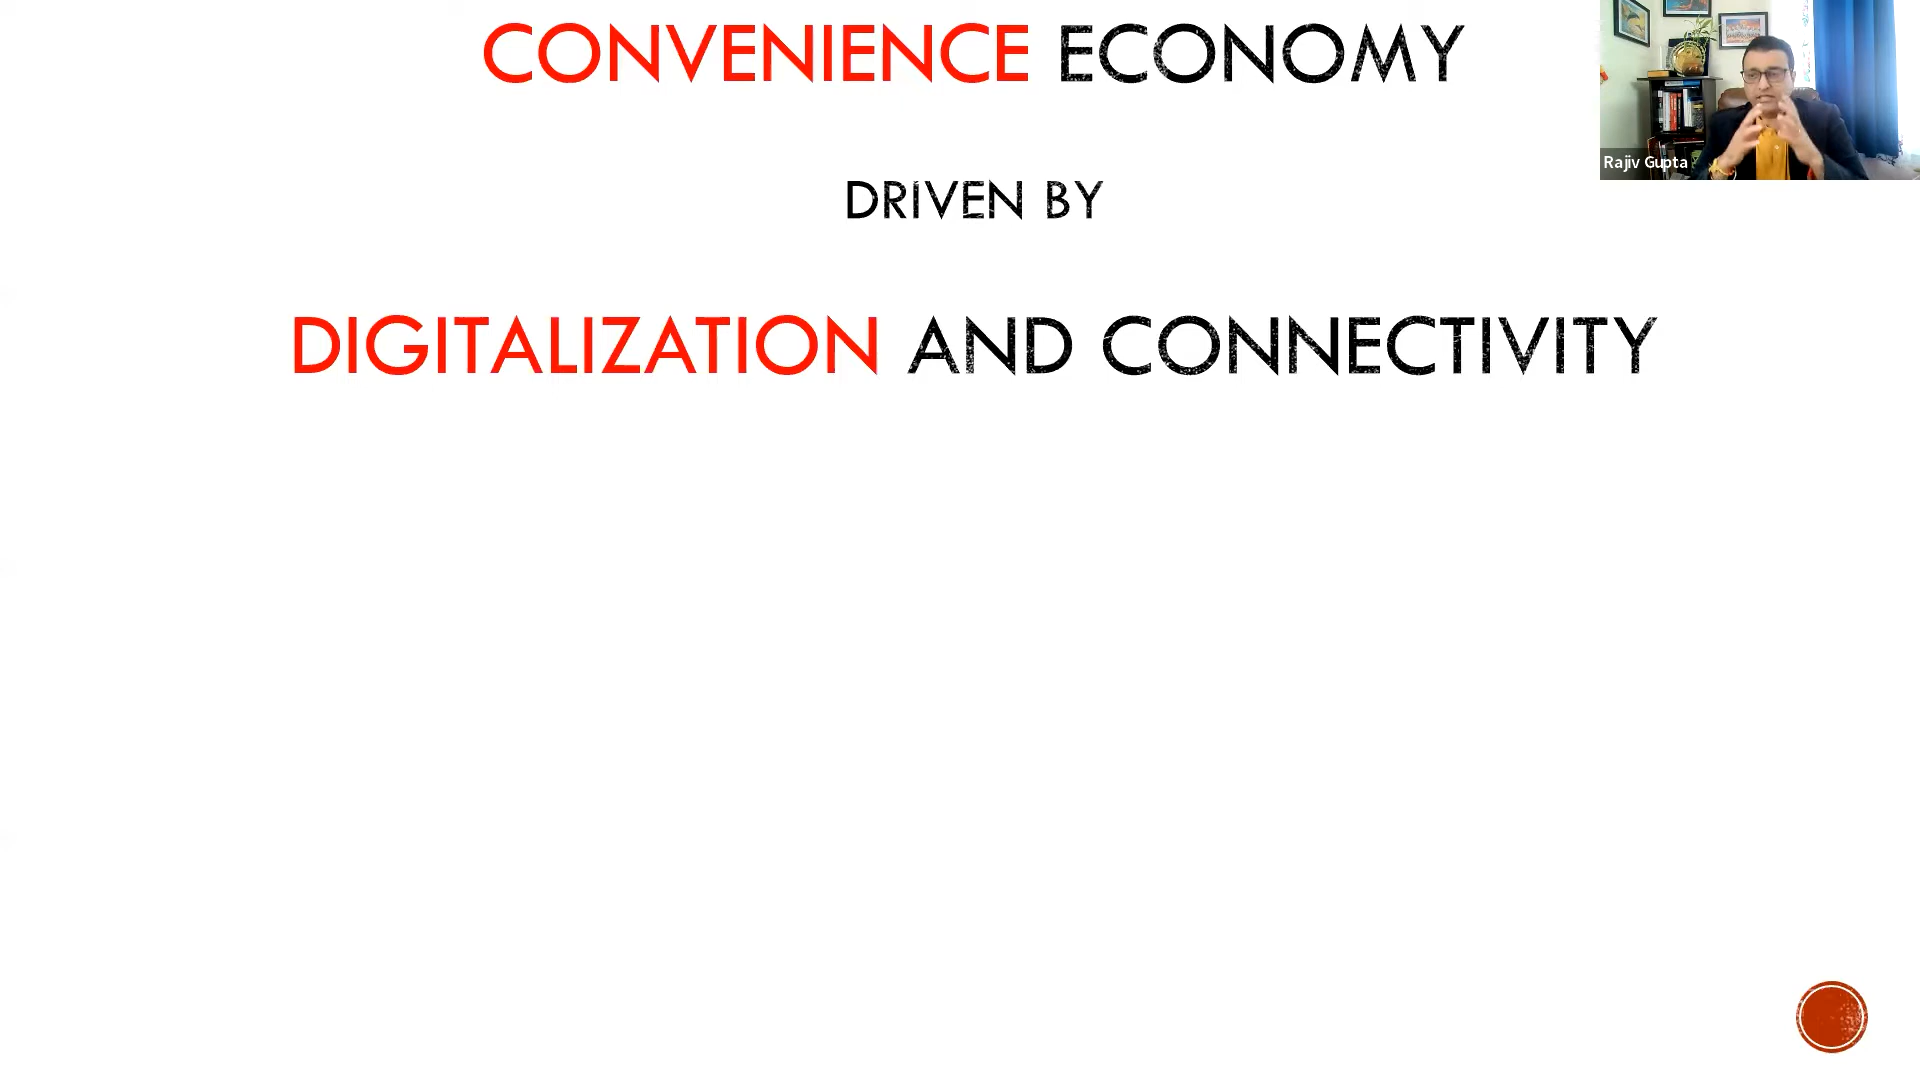 CONVENIENCE ECONOMY
DRIVEN BY
DIGITALIZATION AND CONNECTIVITY
Rajiv Gupta